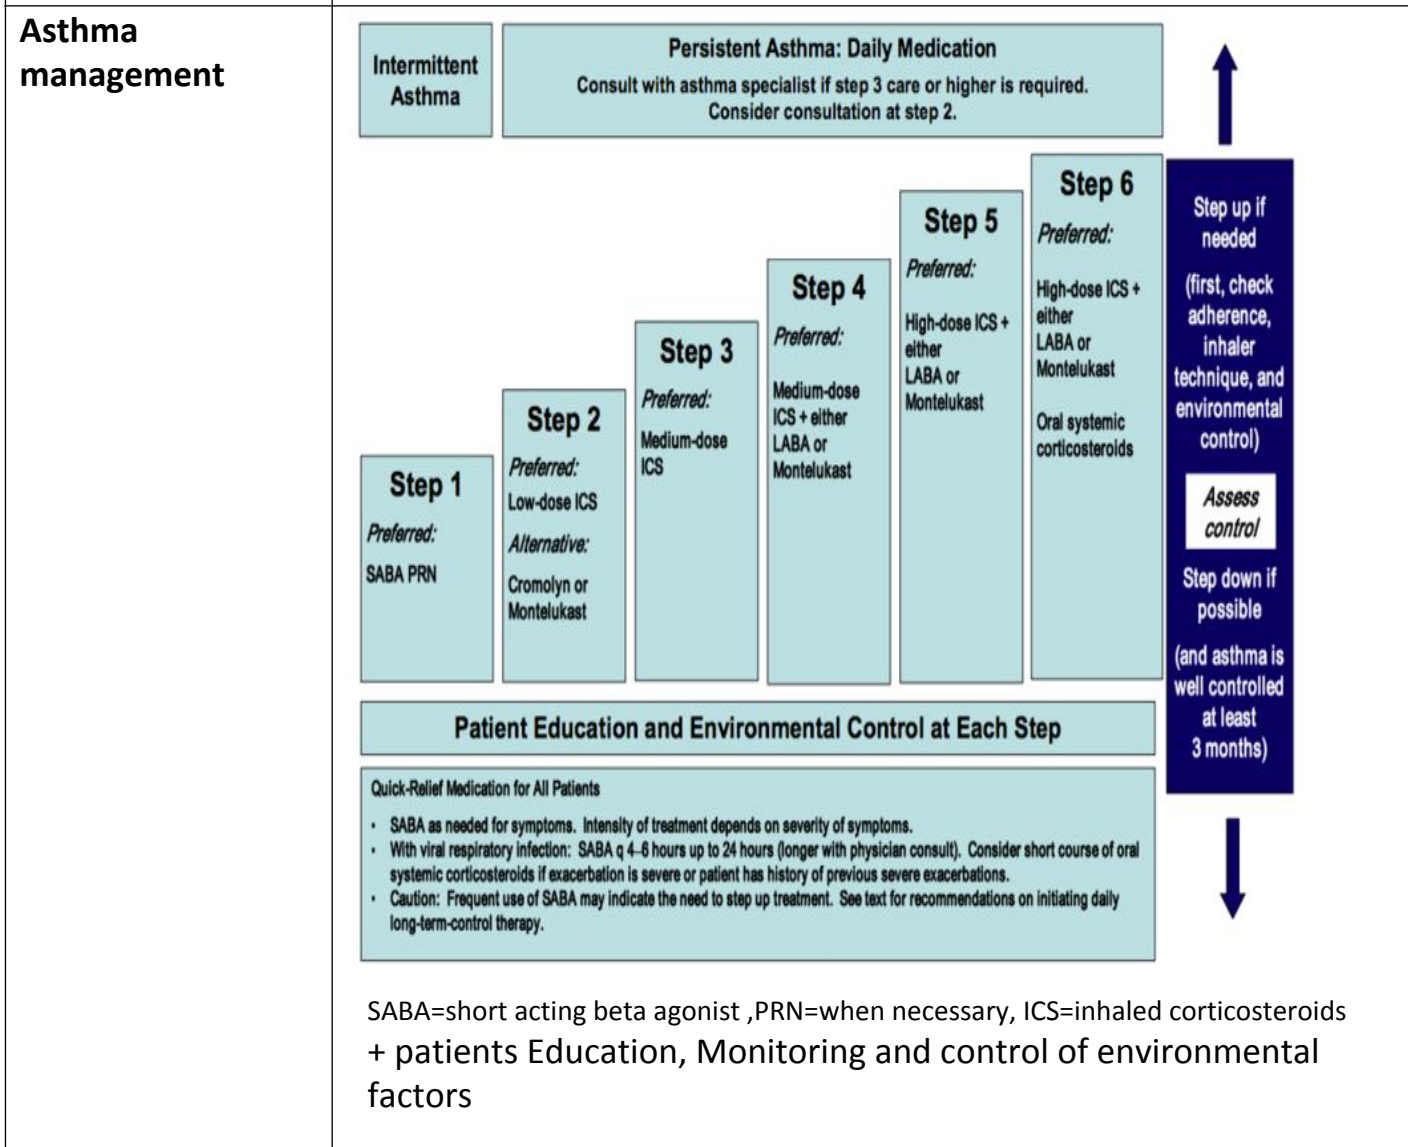 Asthma
management
Intermittent
Asthma
Persistent Asthma: Daily Medication
Consult with asthma specialist if step 3 care or higher is required.
Consider consultation at step 2.
Step 1
Preferred:
SABA PRN
Step 2
Preferred:
Low-dose ICS
Alternative:
Cromolyn or
Montelukast
Step 3
Preferred:
Medium-dose
ICS
Step 4
Preferred:
Medium-dose
ICS + either
LABA or
Montelukast
Step 5
Preferred:
High-dose ICS +
either
LABA or
Montelukast
Step 6
Preferred:
High-dose ICS +
either
LABA or
Montelukast
Oral systemic
corticosteroids
Step up if
needed
(first, check
adherence,
inhaler
technique, and
environmental
control)
Assess
control
Step down if
possible
(and asthma is
well controlled
at least
3 months)
Patient Education and Environmental Control at Each Step
Quick-Relief Medication for All Patients
• SABA as needed for symptoms. Intensity of treatment depends on severity of symptoms.
• With viral respiratory infection: SABA q 4–6 hours up to 24 hours (longer with physician consult). Consider short course of oral
systemic corticosteroids if exacerbation is severe or patient has history of previous severe exacerbations.
• Caution: Frequent use of SABA may indicate the need to step up treatment. See text for recommendations on initiating daily
long-term-control therapy.
SABA=short acting beta agonist ,PRN=when necessary, ICS=inhaled corticosteroids
+ patients Education, Monitoring and control of environmental
factors